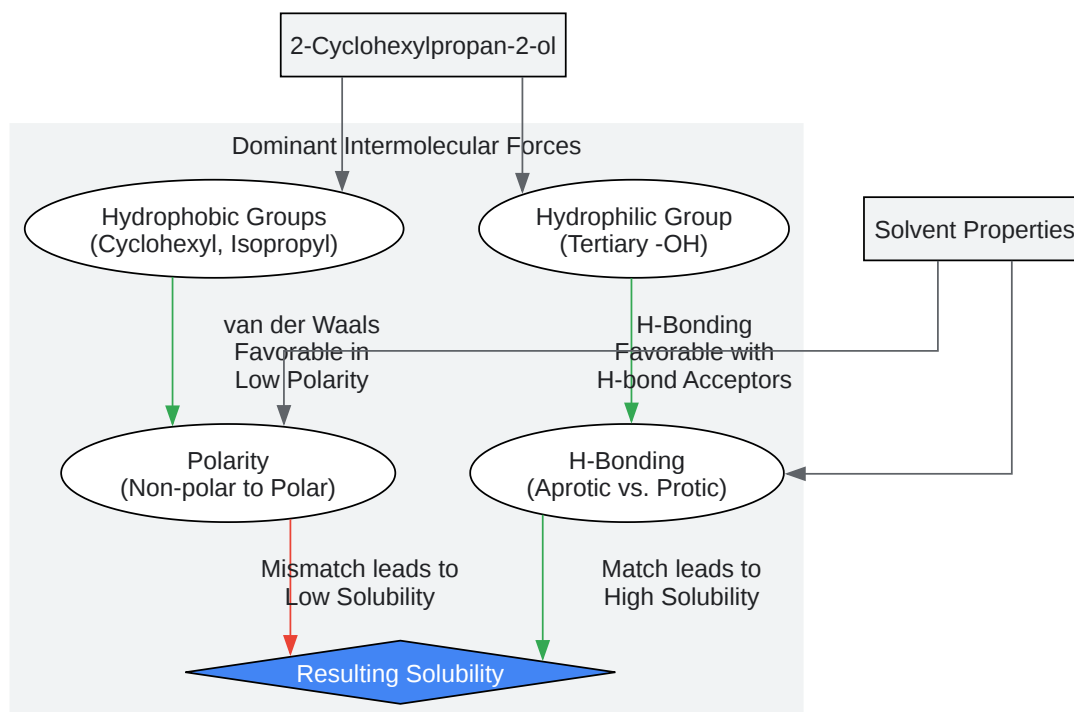 2-Cyclohexylpropan-2-ol
Dominant Intermolecular Forces
Hydrophobic Groups
(Cyclohexyl, Isopropyl)
Hydrophilic Group
(Tertiary -OH)
Solvent Properties
van der Waals
Favorable in
Low Polarity
H-Bonding
Favorable with
H-bond Acceptors
Polarity
(Non-polar to Polar)
H-Bonding
(Aprotic vs. Protic)
Mismatch leads to
Low Solubility
Match leads to
High Solubility
Resulting Solubility